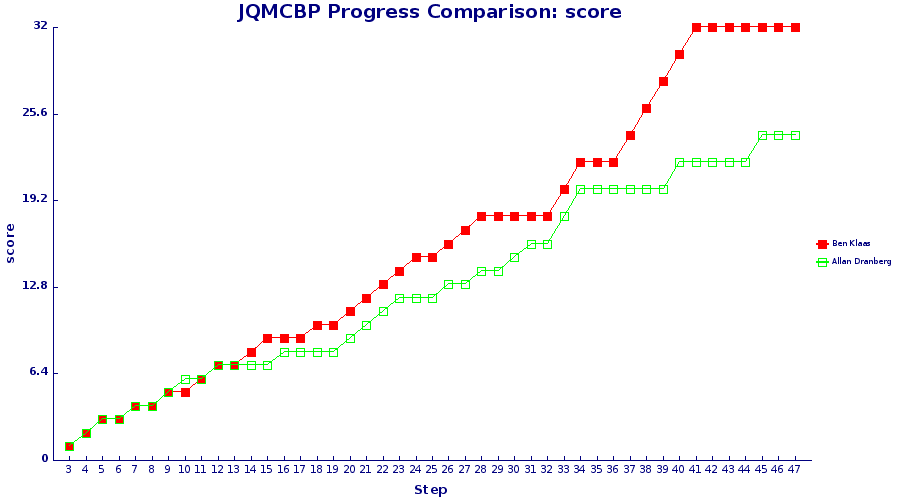 JQMCBP Progress Comparison: score
32
25.6
19.2
12.8
6.4
0
score
3 4 5 6 7 8 9 10 11 12 13 14 15 16 17 18 19 20 21 22 23 24 25 26 27 28 29 30 31 32 33 34 35 36 37 38 39 40 41 42 43 44 45 46 47
Step
Ben Klaas
Allan Dranberg